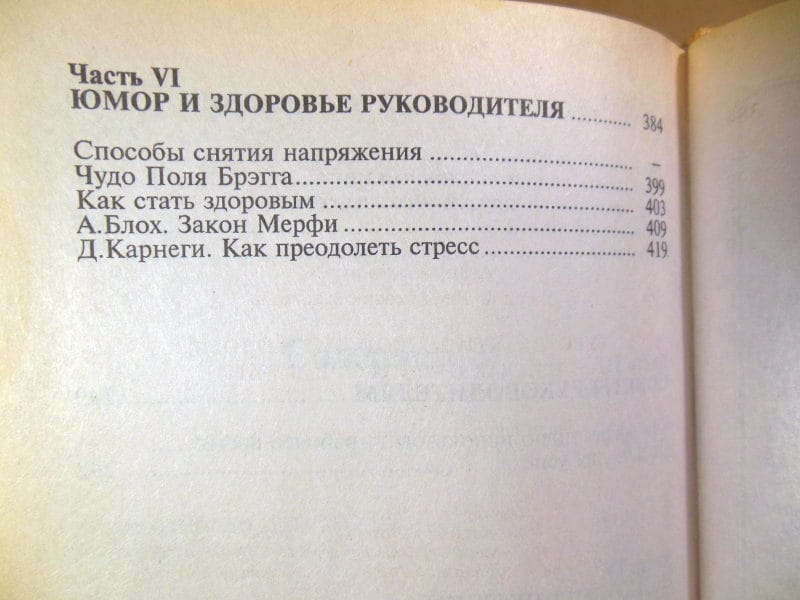 Часть VI
ЮМОР И ЗДОРОВЬЕ РУКОВОДИТЕЛЯ .......... 384
Способы снятия напряжения .......................... –
Чудо Поля Брэгга .......................... 399
Как стать здоровым .......................... 403
А.Блох. Закон Мерфи .......................... 409
Д.Карнеги. Как преодолеть стресс .......................... 419